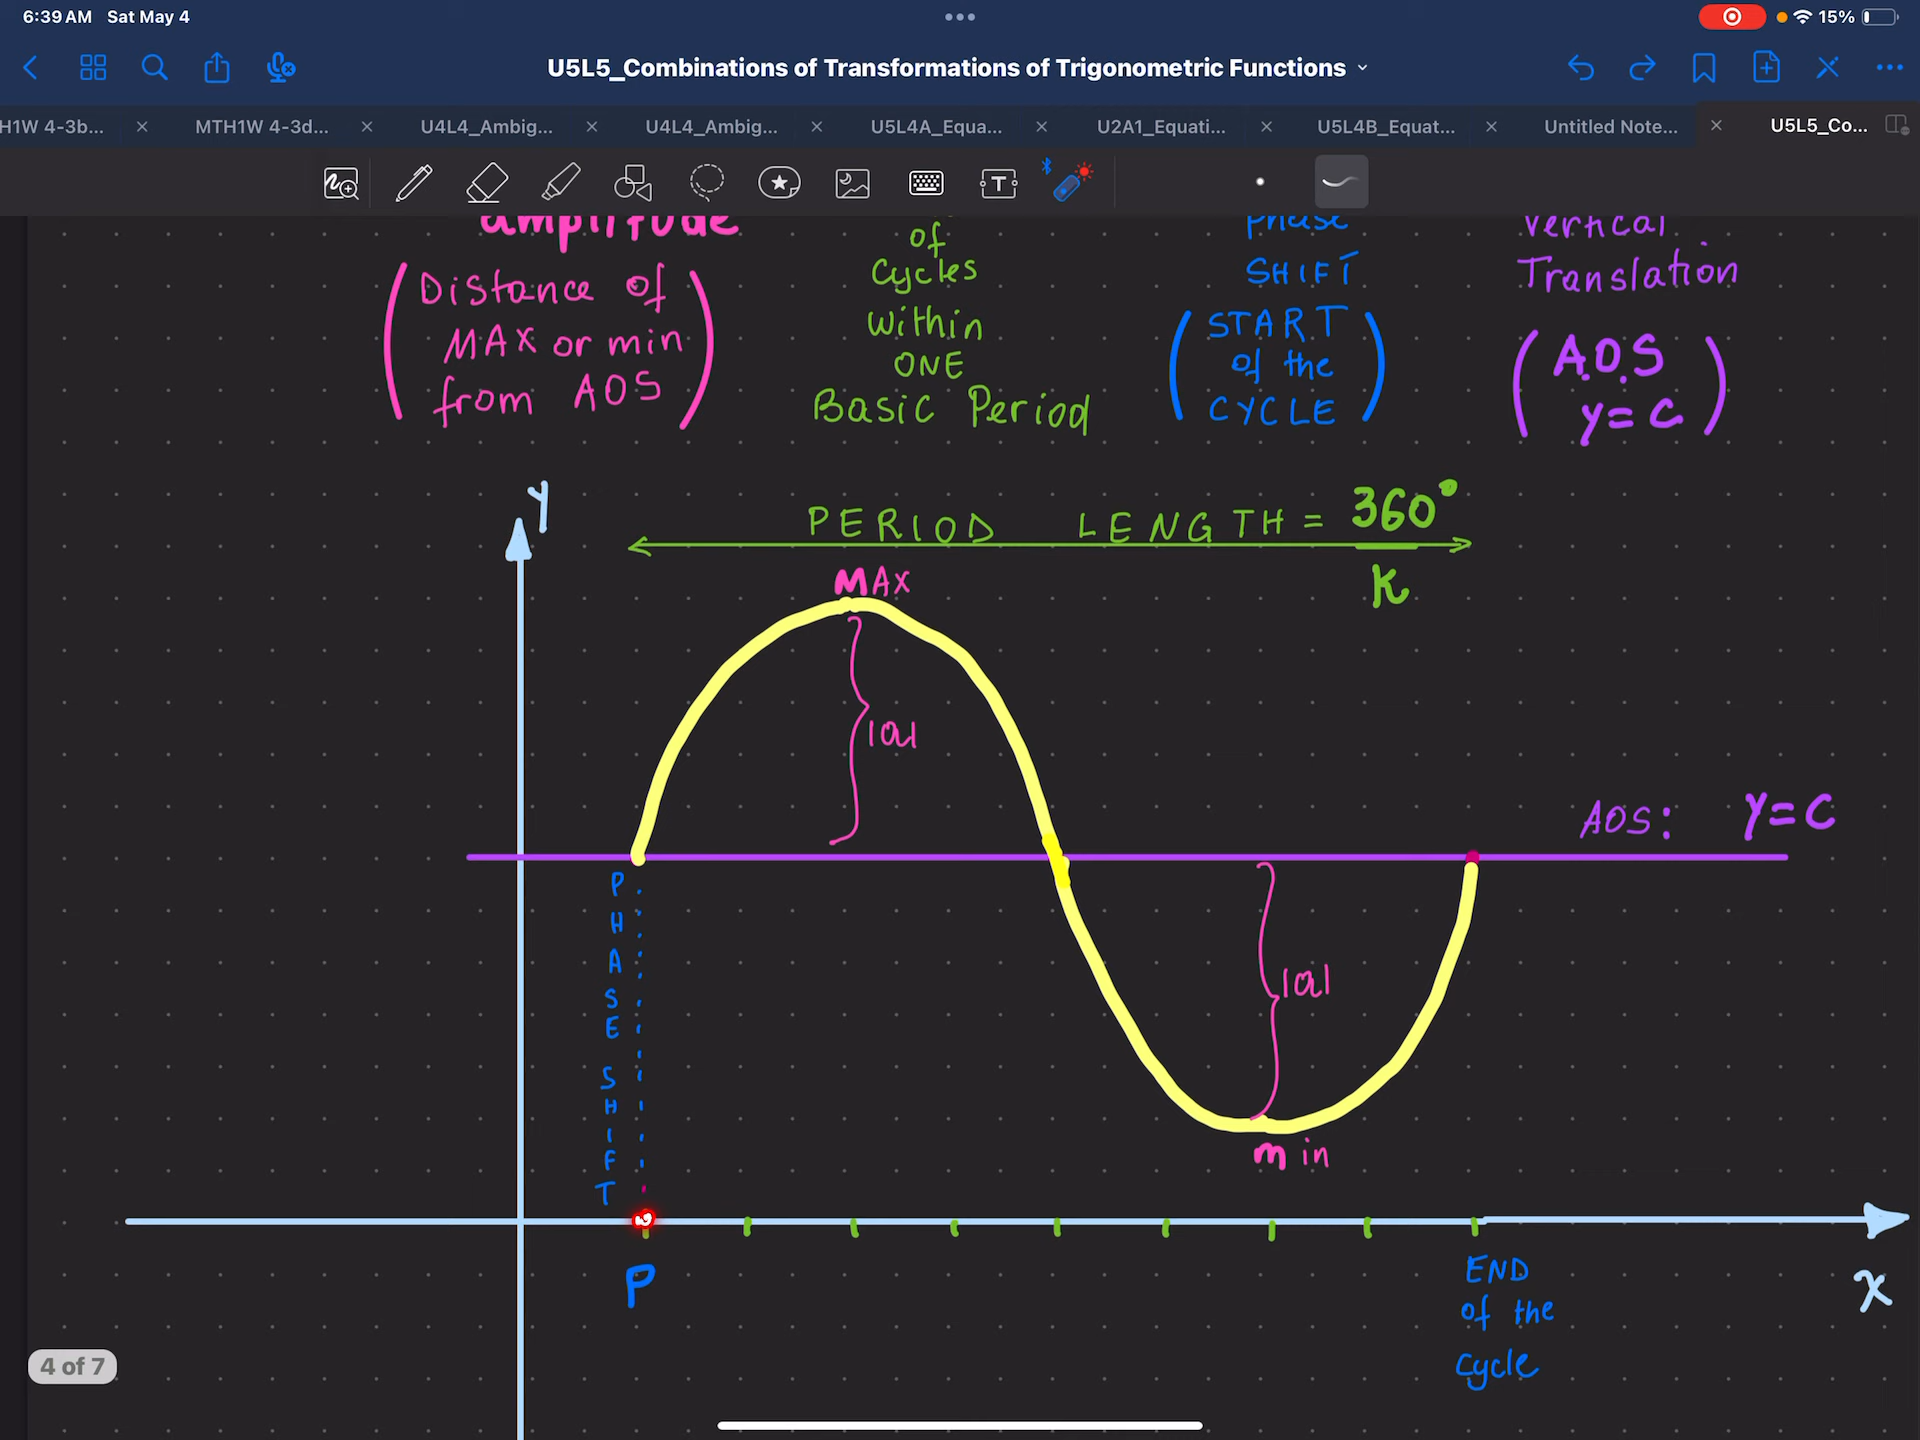 6:39 AM Sat May 4
15%
U5L5_Combinations of Transformations of Trigonometric Functions
H1W 4-3b...
MTH1W 4-3d...
U4L4_Ambig...
U4L4_Ambig...
U5L4A_Equa...
U2A1_Equati...
U5L4B_Equat...
Untitled Note...
U5L5_Co...
amplitude
(Distance of
MAX or min
from AOS)
of
Cycles
within
ONE
Basic Period
Phase
SHIFT
(START
of the
CYCLE)
Vertical
Translation
(A.O.S
y= C)
y
PERIOD LENGTH = 360°
K
MAX
|a|
AOS: y=C
PHASE SHIFT
|a|
min
P
END
of the
cycle
x
4 of 7